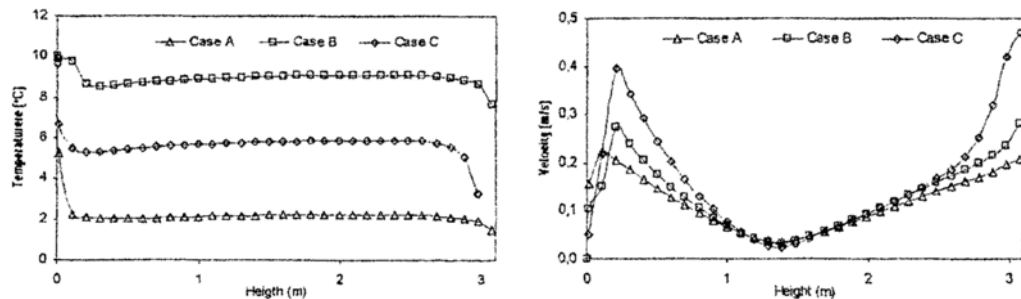 12
10
8
6
4
2
0
Temperaturere [°C]
Case A
Case B
Case C
0
1
2
3
Heigth (m)
0,5
0,4
0,3
0,2
0,1
0,0
Velocity [m/s]
Case A
Case B
Case C
0
1
2
3
Height (m)